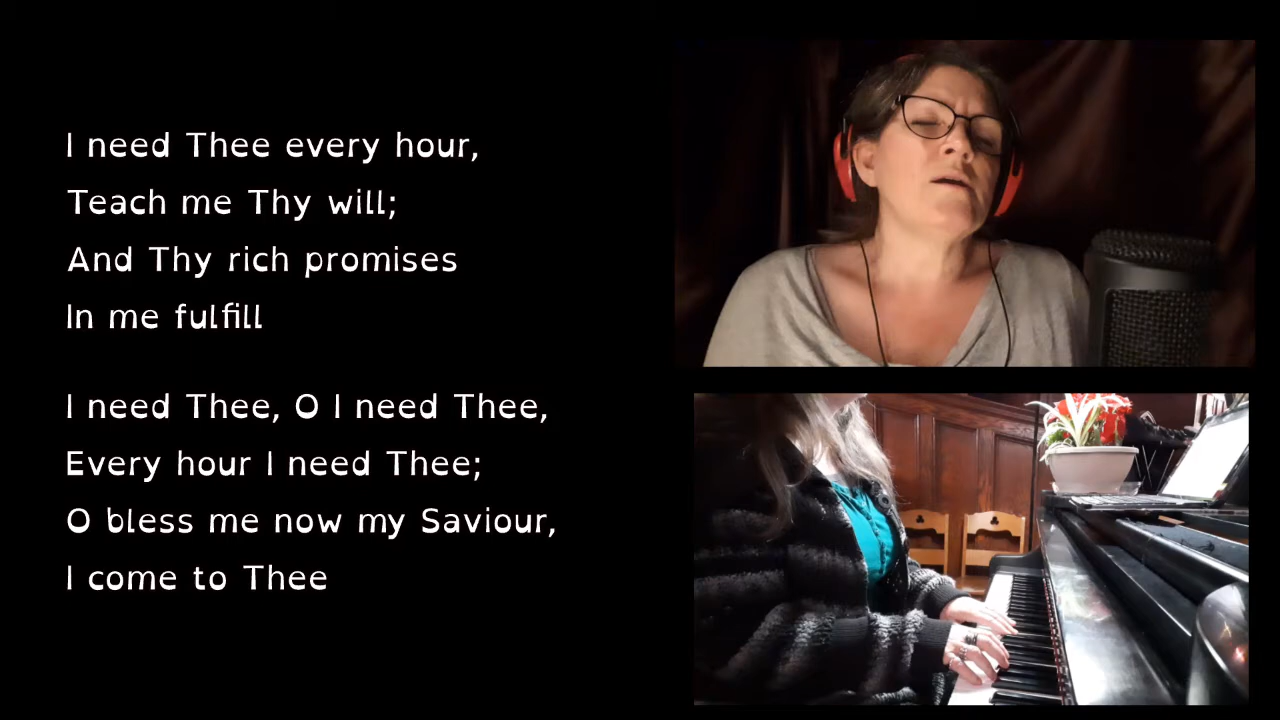 I need Thee every hour,
Teach me Thy will;
And Thy rich promises
In me fulfill
I need Thee, O I need Thee,
Every hour I need Thee;
O bless me now my Saviour,
I come to Thee